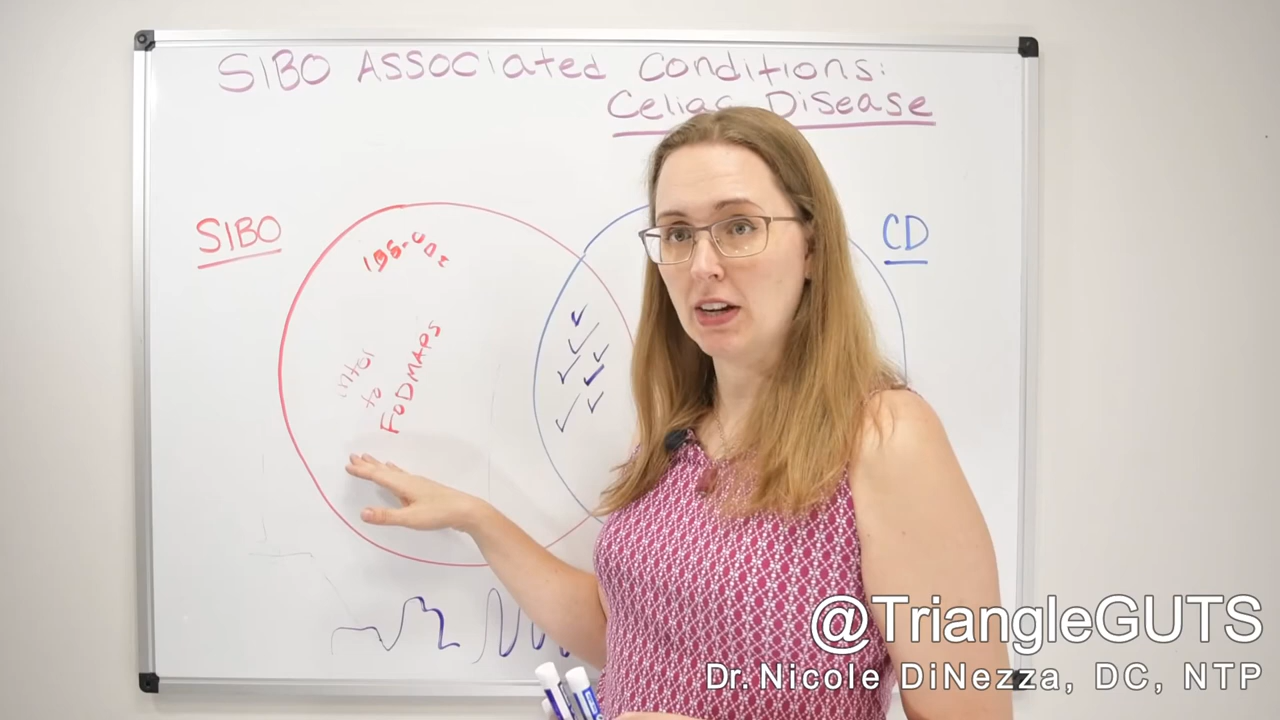 SIBO Associated Conditions:
Celiac Disease
SIBO
CD
IBS-
to
FODMAPS
@TriangleGUTS
Dr. Nicole DiNezza, DC, NTP